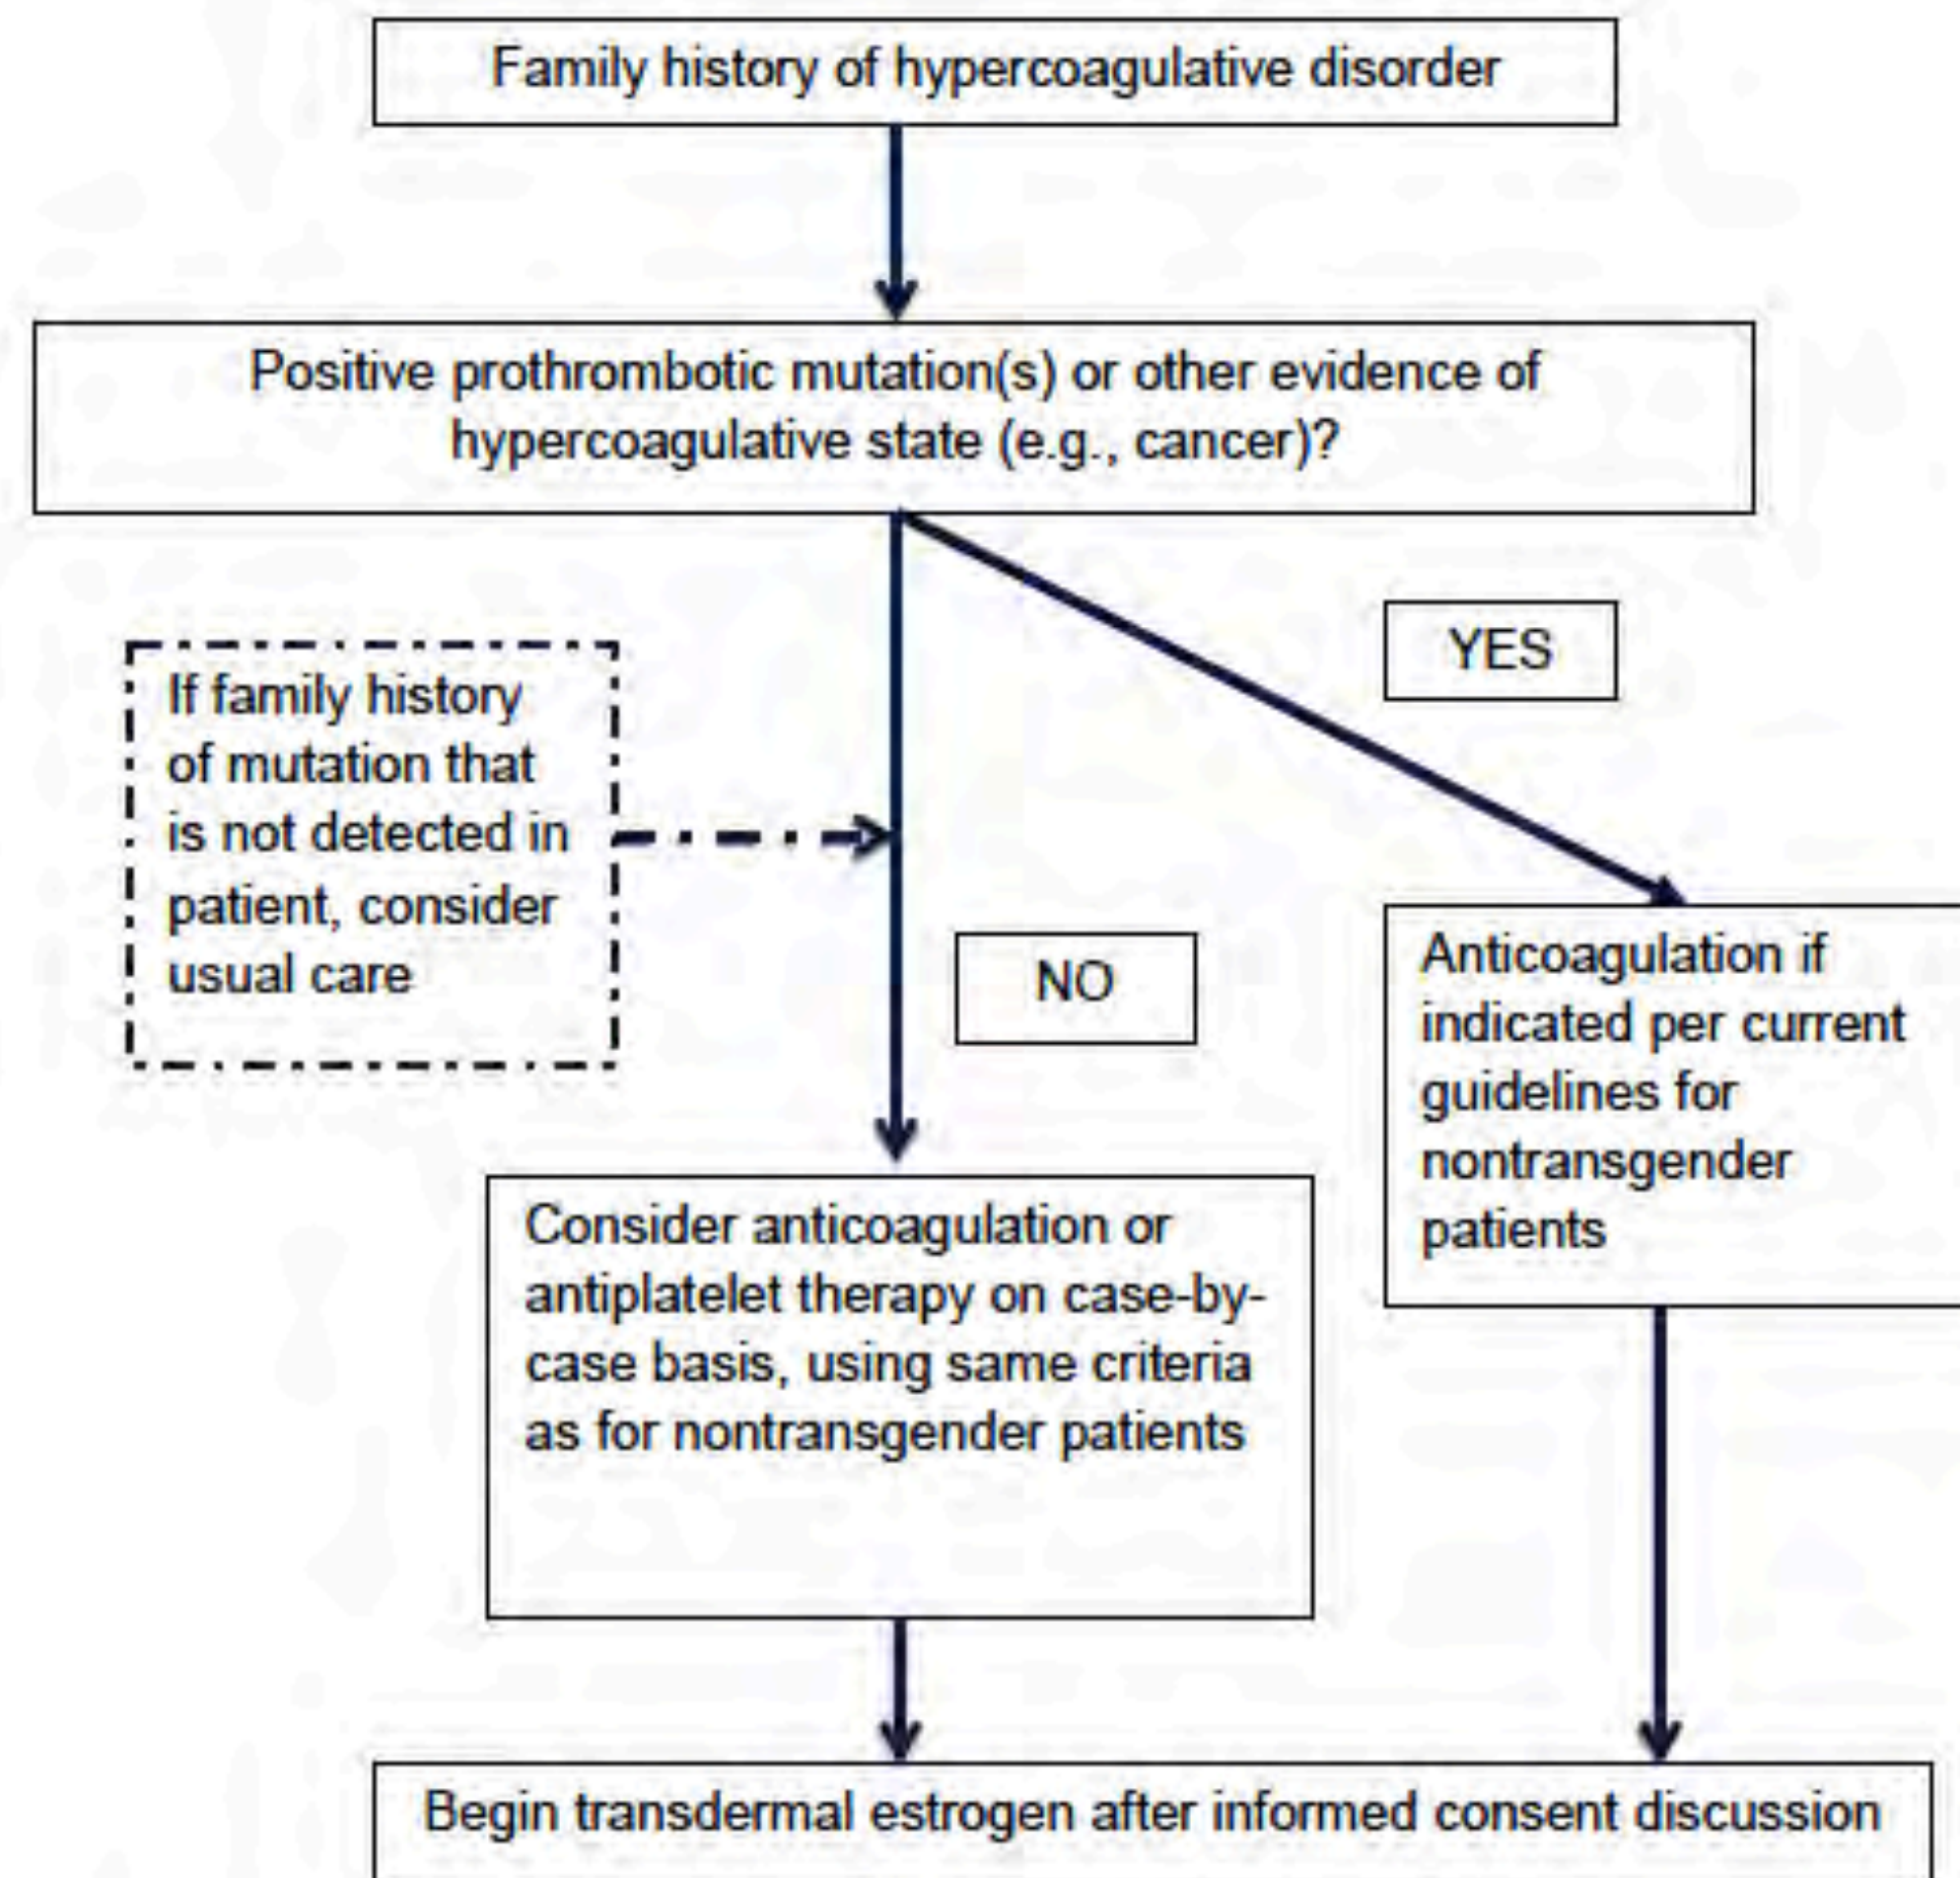 Family history of hypercoagulative disorder
Positive prothrombotic mutation(s) or other evidence of
hypercoagulative state (e.g., cancer)?
YES
If family history
of mutation that
is not detected in
patient, consider
usual care
NO
Anticoagulation if
indicated per current
guidelines for
nontransgender
patients
Consider anticoagulation or
antiplatelet therapy on case-by-
case basis, using same criteria
as for nontransgender patients
Begin transdermal estrogen after informed consent discussion